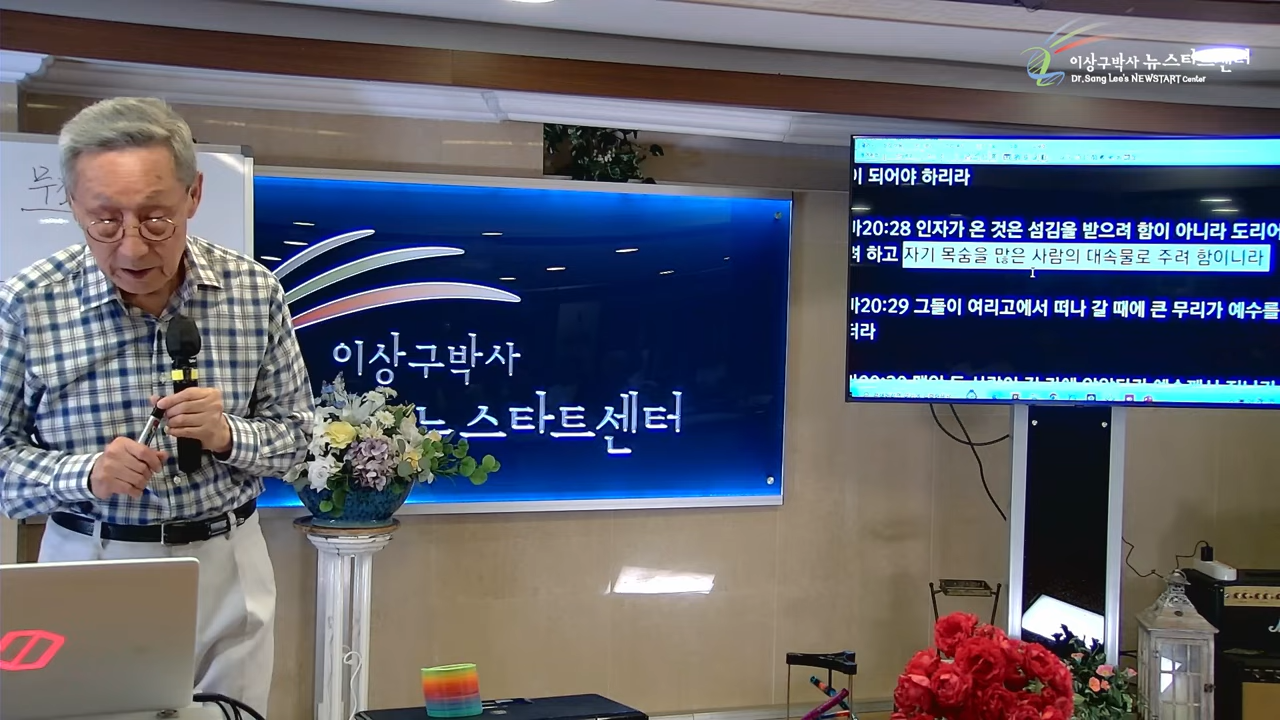 이상구박사 뉴스타트센터
Dr.Sang Lee's NEWSTART Center
이 되어야 하리라
마20:28 인자가 온 것은 섬김을 받으려 함이 아니라 도리어
려 하고 자기 목숨을 많은 사람의 대속물로 주려 함이니라
마20:29 그들이 여리고에서 떠나 갈 때에 큰 무리가 예수를
더라
이상구박사
뉴스타트센터